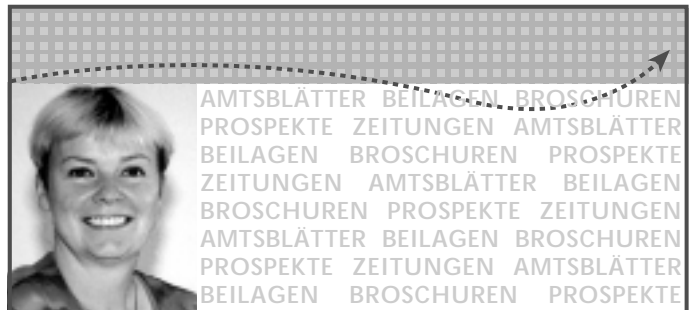 AMTSBLÄTTER BEILAGEN BROSCHUREN
PROSPEKTE ZEITUNGEN AMTSBLÄTTER
BEILAGEN BROSCHUREN PROSPEKTE
ZEITUNGEN AMTSBLÄTTER BEILAGEN
BROSCHUREN PROSPEKTE ZEITUNGEN
AMTSBLÄTTER BEILAGEN BROSCHUREN
PROSPEKTE ZEITUNGEN AMTSBLÄTTER
BEILAGEN BROSCHUREN PROSPEKTE